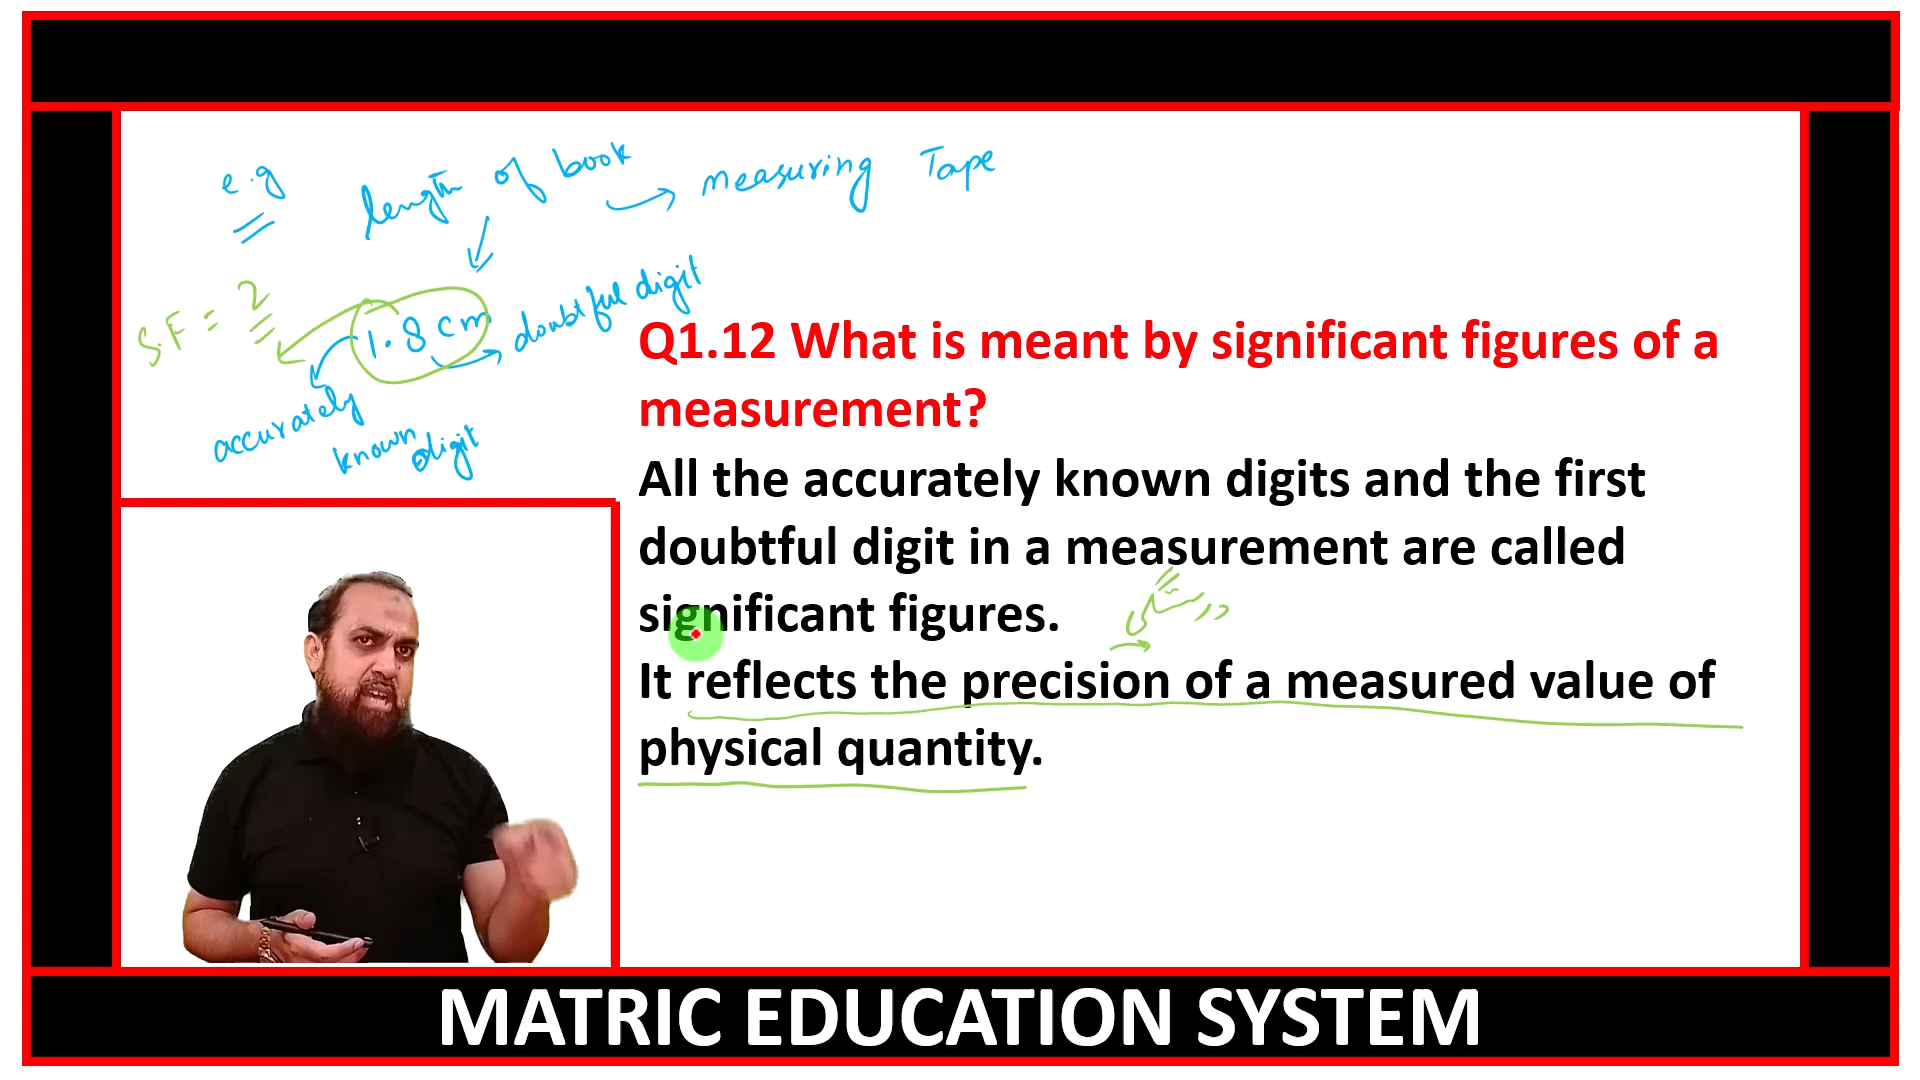 e.g length of book → measuring Tape
S.F = 2
1.8 cm → doubtful digit
accurately
known digit
Q1.12 What is meant by significant figures of a
measurement?
All the accurately known digits and the first
doubtful digit in a measurement are called
significant figures.
It reflects the precision of a measured value of
physical quantity.
MATRIC EDUCATION SYSTEM